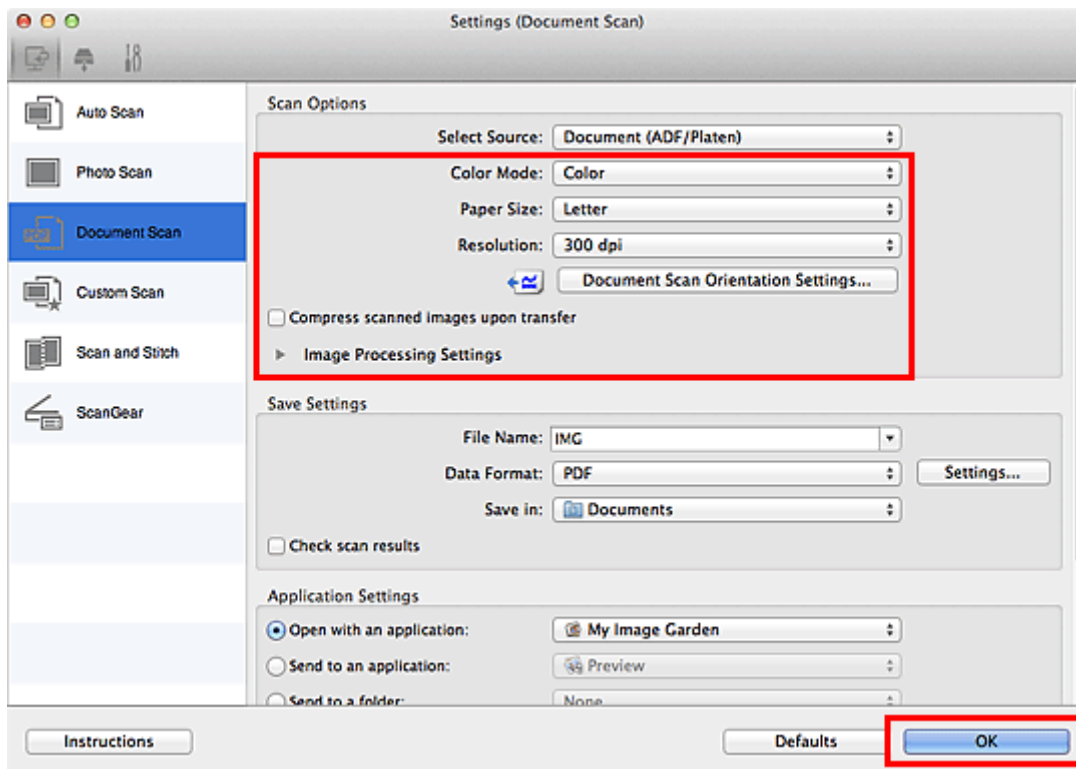 Settings (Document Scan)
Auto Scan
Photo Scan
PDF
Document Scan
Custom Scan
Scan and Stitch
ScanGear
Scan Options
Select Source: Document (ADF/Platen)
Color Mode: Color
Paper Size: Letter
Resolution: 300 dpi
Document Scan Orientation Settings...
Compress scanned images upon transfer
Image Processing Settings
Save Settings
File Name: IMG
Data Format: PDF Settings...
Save in: Documents
Check scan results
Application Settings
Open with an application: My Image Garden
Send to an application: Preview
Send to a folder: None
Instructions Defaults OK